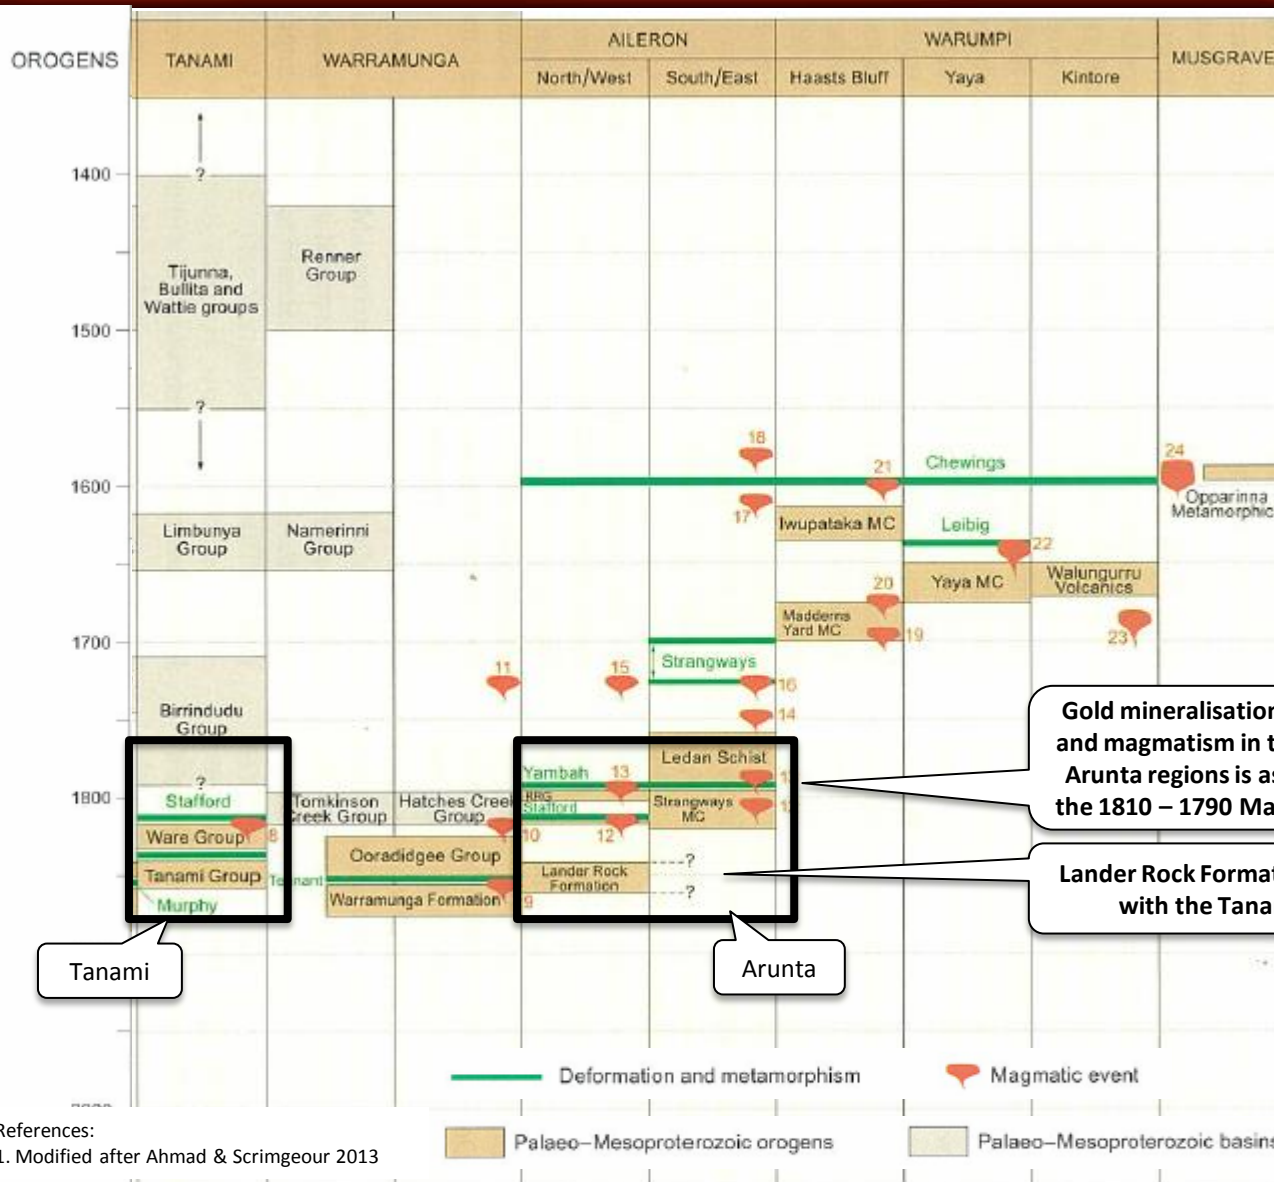 OROGENS
TANAMI
WARRAMUNGA
AILERON
WARUMPI
MUSGRAVE
North/West
South/East
Haasts Bluff
Yaya
Kintore
1400
1500
1600
1700
1800
?
Tijunna,
Bullita and
Wattie groups
?
Renner
Group
Limbunya
Group
Namerinni
Group
Birrindudu
Group
?
Stafford
8
Ware Group
Tanami Group
Murphy
Tomkinson
Creek Group
Hatches Creek
Group
Ooradidgee Group
Tennant
Warramunga Formation
9
10
11
15
Yambah
13
RRG
Stafford
12
Lander Rock
Formation
?
?
18
17
Strangways
16
14
Ledan Schist
Strangways
MC
21
Chewings
Iwupataka MC
Leibig
22
20
Madderns
Yard MC
19
Yaya MC
Walungurru
Volcanics
23
24
Opparinna
Metamorphic
Gold mineralisation
and magmatism in t
Arunta regions is as
the 1810 – 1790 Ma
Lander Rock Format
with the Tana
Tanami
Arunta
Deformation and metamorphism
Magmatic event
Palaeo–Mesoproterozoic orogens
Palaeo–Mesoproterozoic basins
References:
1. Modified after Ahmad & Scrimgeour 2013